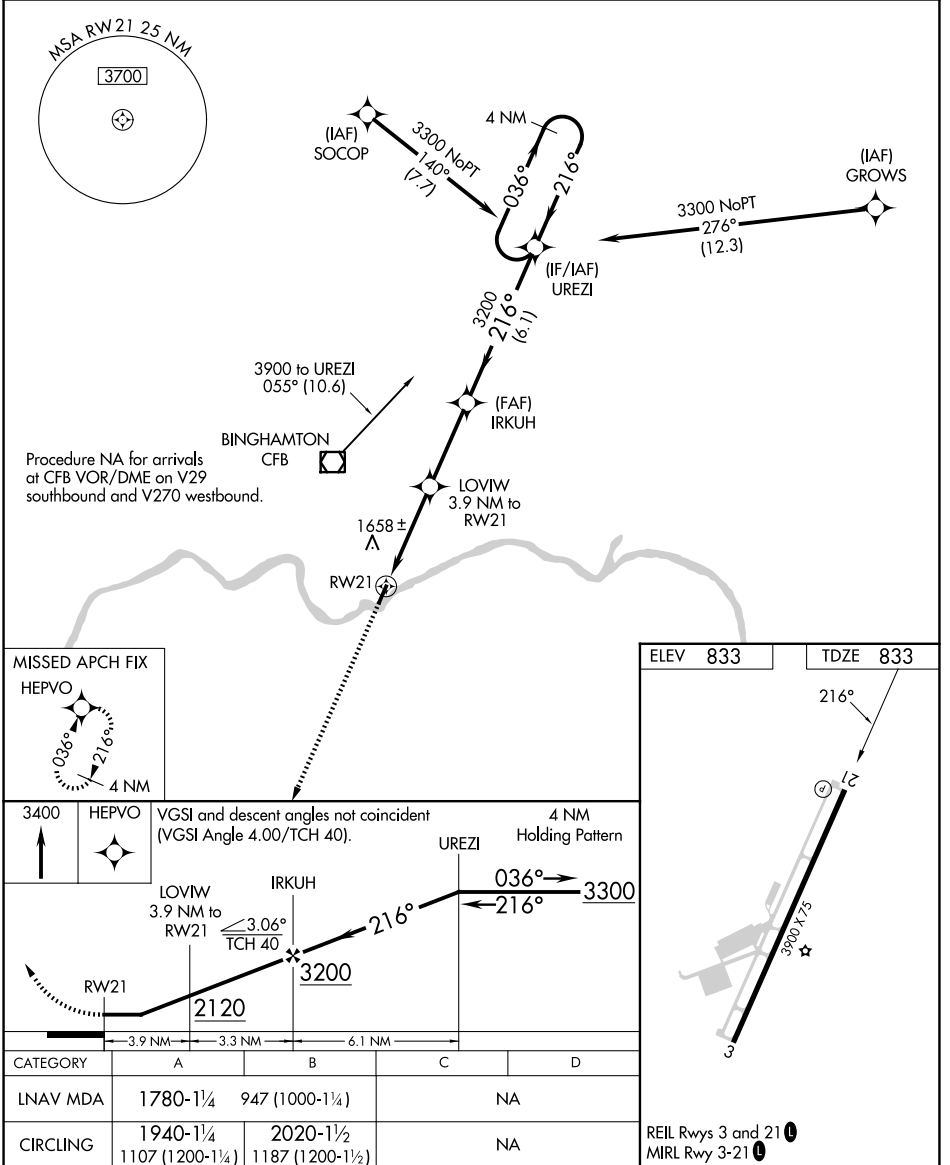 MSA RW21 25 NM
3700
(IAF)
SOCOP
3300 NoPT
140°
(7.7)
4 NM
036°
216°
(IAF)
GROWS
3300 NoPT
276°
(12.3)
(IF/IAF)
UREZI
3200
216°
(6.1)
3900 to UREZI
055° (10.6)
(FAF)
IRKUH
BINGHAMTON
CFB
Procedure NA for arrivals
at CFB VOR/DME on V29
southbound and V270 westbound.
LOVIW
3.9 NM to
RW21
1658 ±
RW21
MISSED APCH FIX
HEPVO
036°
216°
4 NM
ELEV 833
TDZE 833
216°
P
21
3900 X 75
3
REIL Rwys 3 and 21 L
MIRL Rwy 3-21 L
3400
HEPVO
VGSI and descent angles not coincident
(VGSI Angle 4.00/TCH 40).
4 NM
Holding Pattern
UREZI
036°
216°
3300
LOVIW
3.9 NM to
RW21
3.06°
TCH 40
IRKUH
216°
3200
RW21
2120
3.9 NM
3.3 NM
6.1 NM
CATEGORY A B C D
LNAV MDA 1780-1¼ 947 (1000-1¼) NA
CIRCLING 1940-1¼ 2020-1½ NA
1107 (1200-1¼) 1187 (1200-1½)